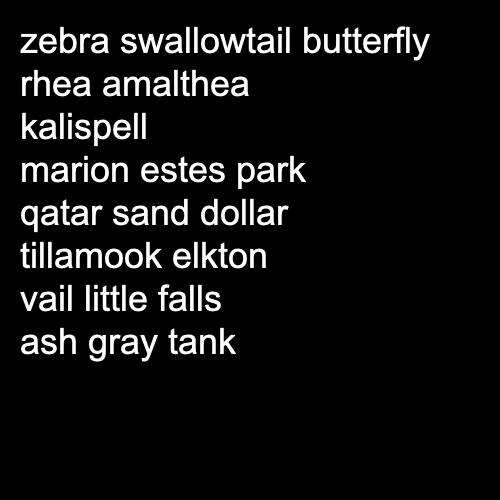 zebra swallowtail butterfly
rhea amalthea
kalispell
marion estes park
qatar sand dollar
tillamook elkton
vail little falls
ash gray tank